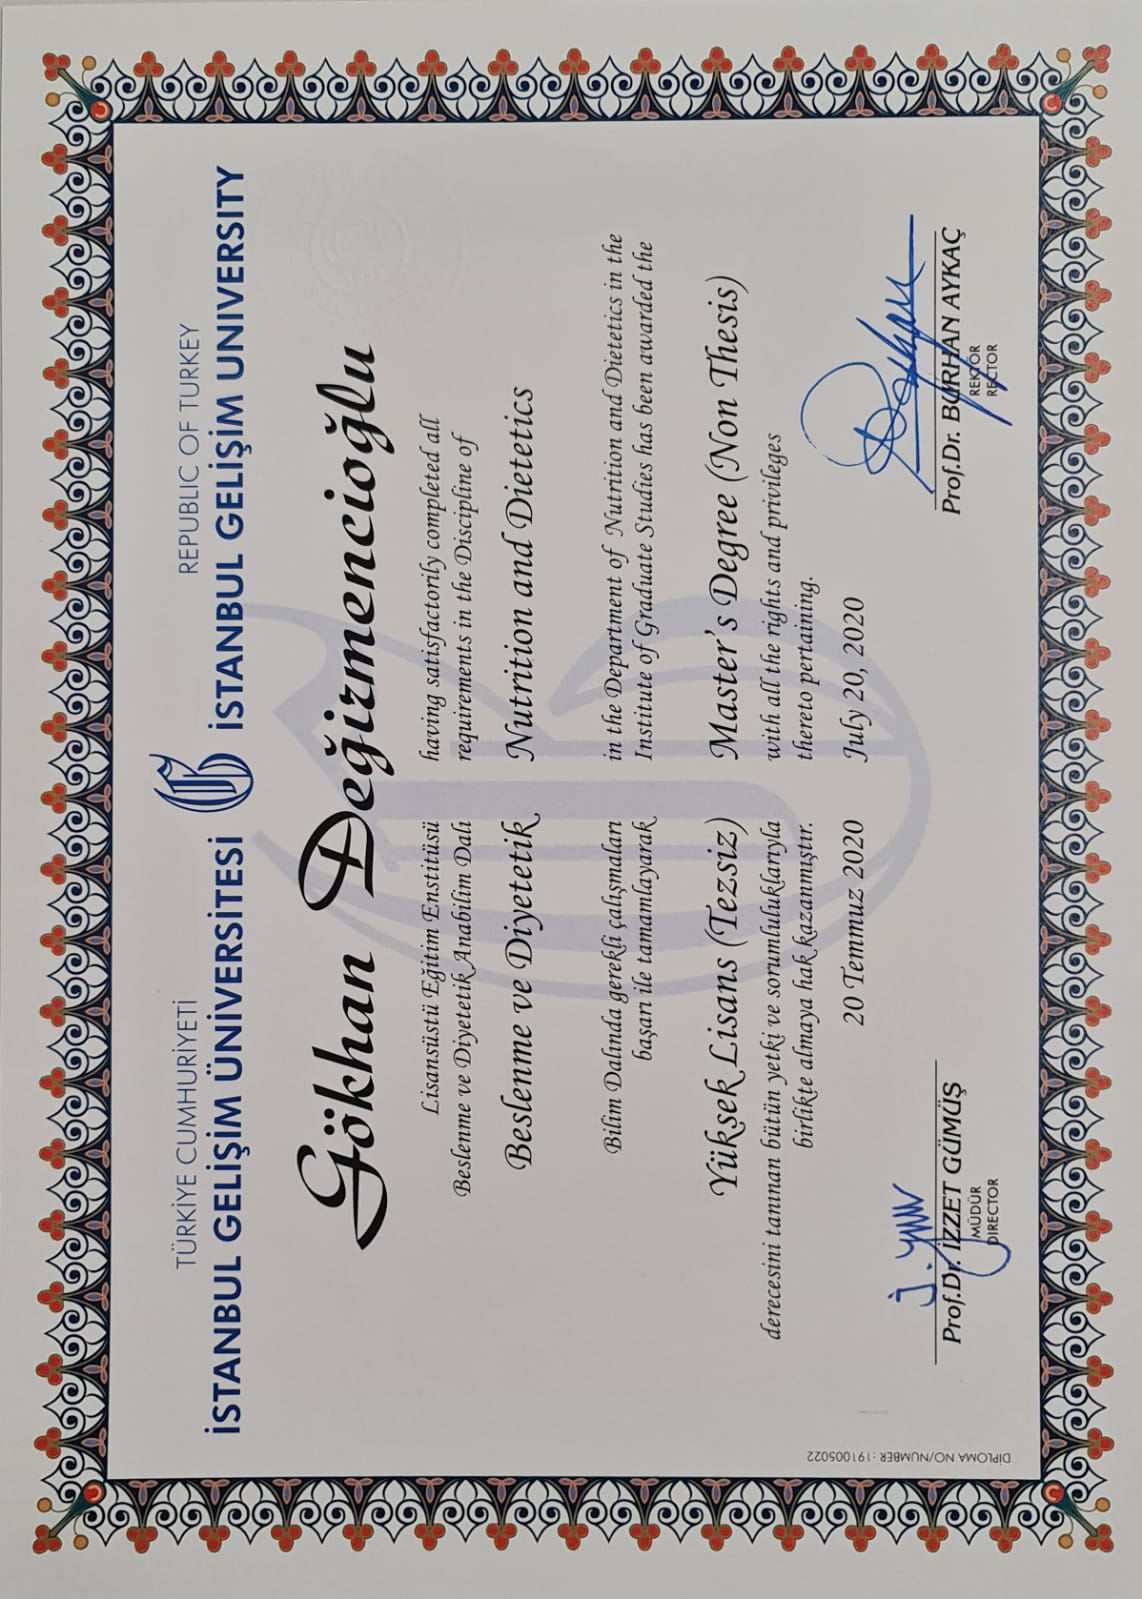 TÜRKİYE CUMHURİYETİ
İSTANBUL GELİŞİM ÜNİVERSİTESİ
REPUBLIC OF TURKEY
İSTANBUL GELİŞİM UNIVERSITY
Gökhan Değirmencioğlu
Lisansüstü Eğitim Enstitüsü
Beslenme ve Diyetetik Anabilim Dalı
Beslenme ve Diyetetik
Bilim Dalında gerekli çalışmaları
başarı ile tamamlayarak
Yüksek Lisans (Tezsiz)
derecesini tanınan bütün yetki ve sorumluluklarıyla
birlikte almaya hak kazanmıştır.
20 Temmuz 2020
having satisfactorily completed all
requirements in the Discipline of
Nutrition and Dietetics
in the Department of Nutrition and Dietetics in the
Institute of Graduate Studies has been awarded the
Master's Degree (Non Thesis)
with all the rights and privileges
thereto pertaining.
July 20, 2020
Prof.Dr. İZZET GÜMÜŞ
MÜDÜR
DIRECTOR
Prof.Dr. BURHAN AYKAÇ
REKTÖR
RECTOR
DİPLOMA NO/NUMBER : 191005022